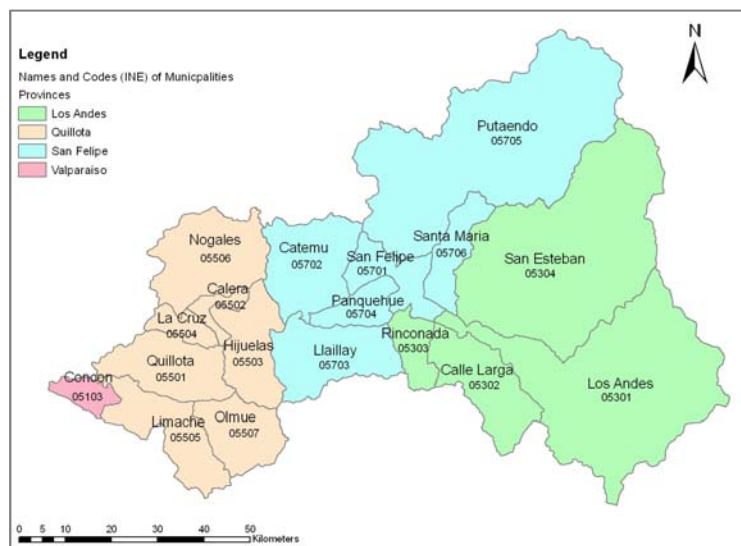 N
Legend
Names and Codes (INE) of Municpalities
Provinces
Los Andes
Quillota
San Felipe
Valparaiso
Putaendo
05705
Nogales
05506
Catemu
05702
San Felipe
05701
Santa Maria
05706
San Esteban
05304
Calera
05502
Panquehue
05704
La Cruz
05504
Hijuelas
05503
Rinconada
05303
Llaillay
05703
Quillota
05501
Calle Larga
05302
Los Andes
05301
Concon
05103
Limache
05505
Olmue
05507
0 5 10 20 30 40 50
Kilometers